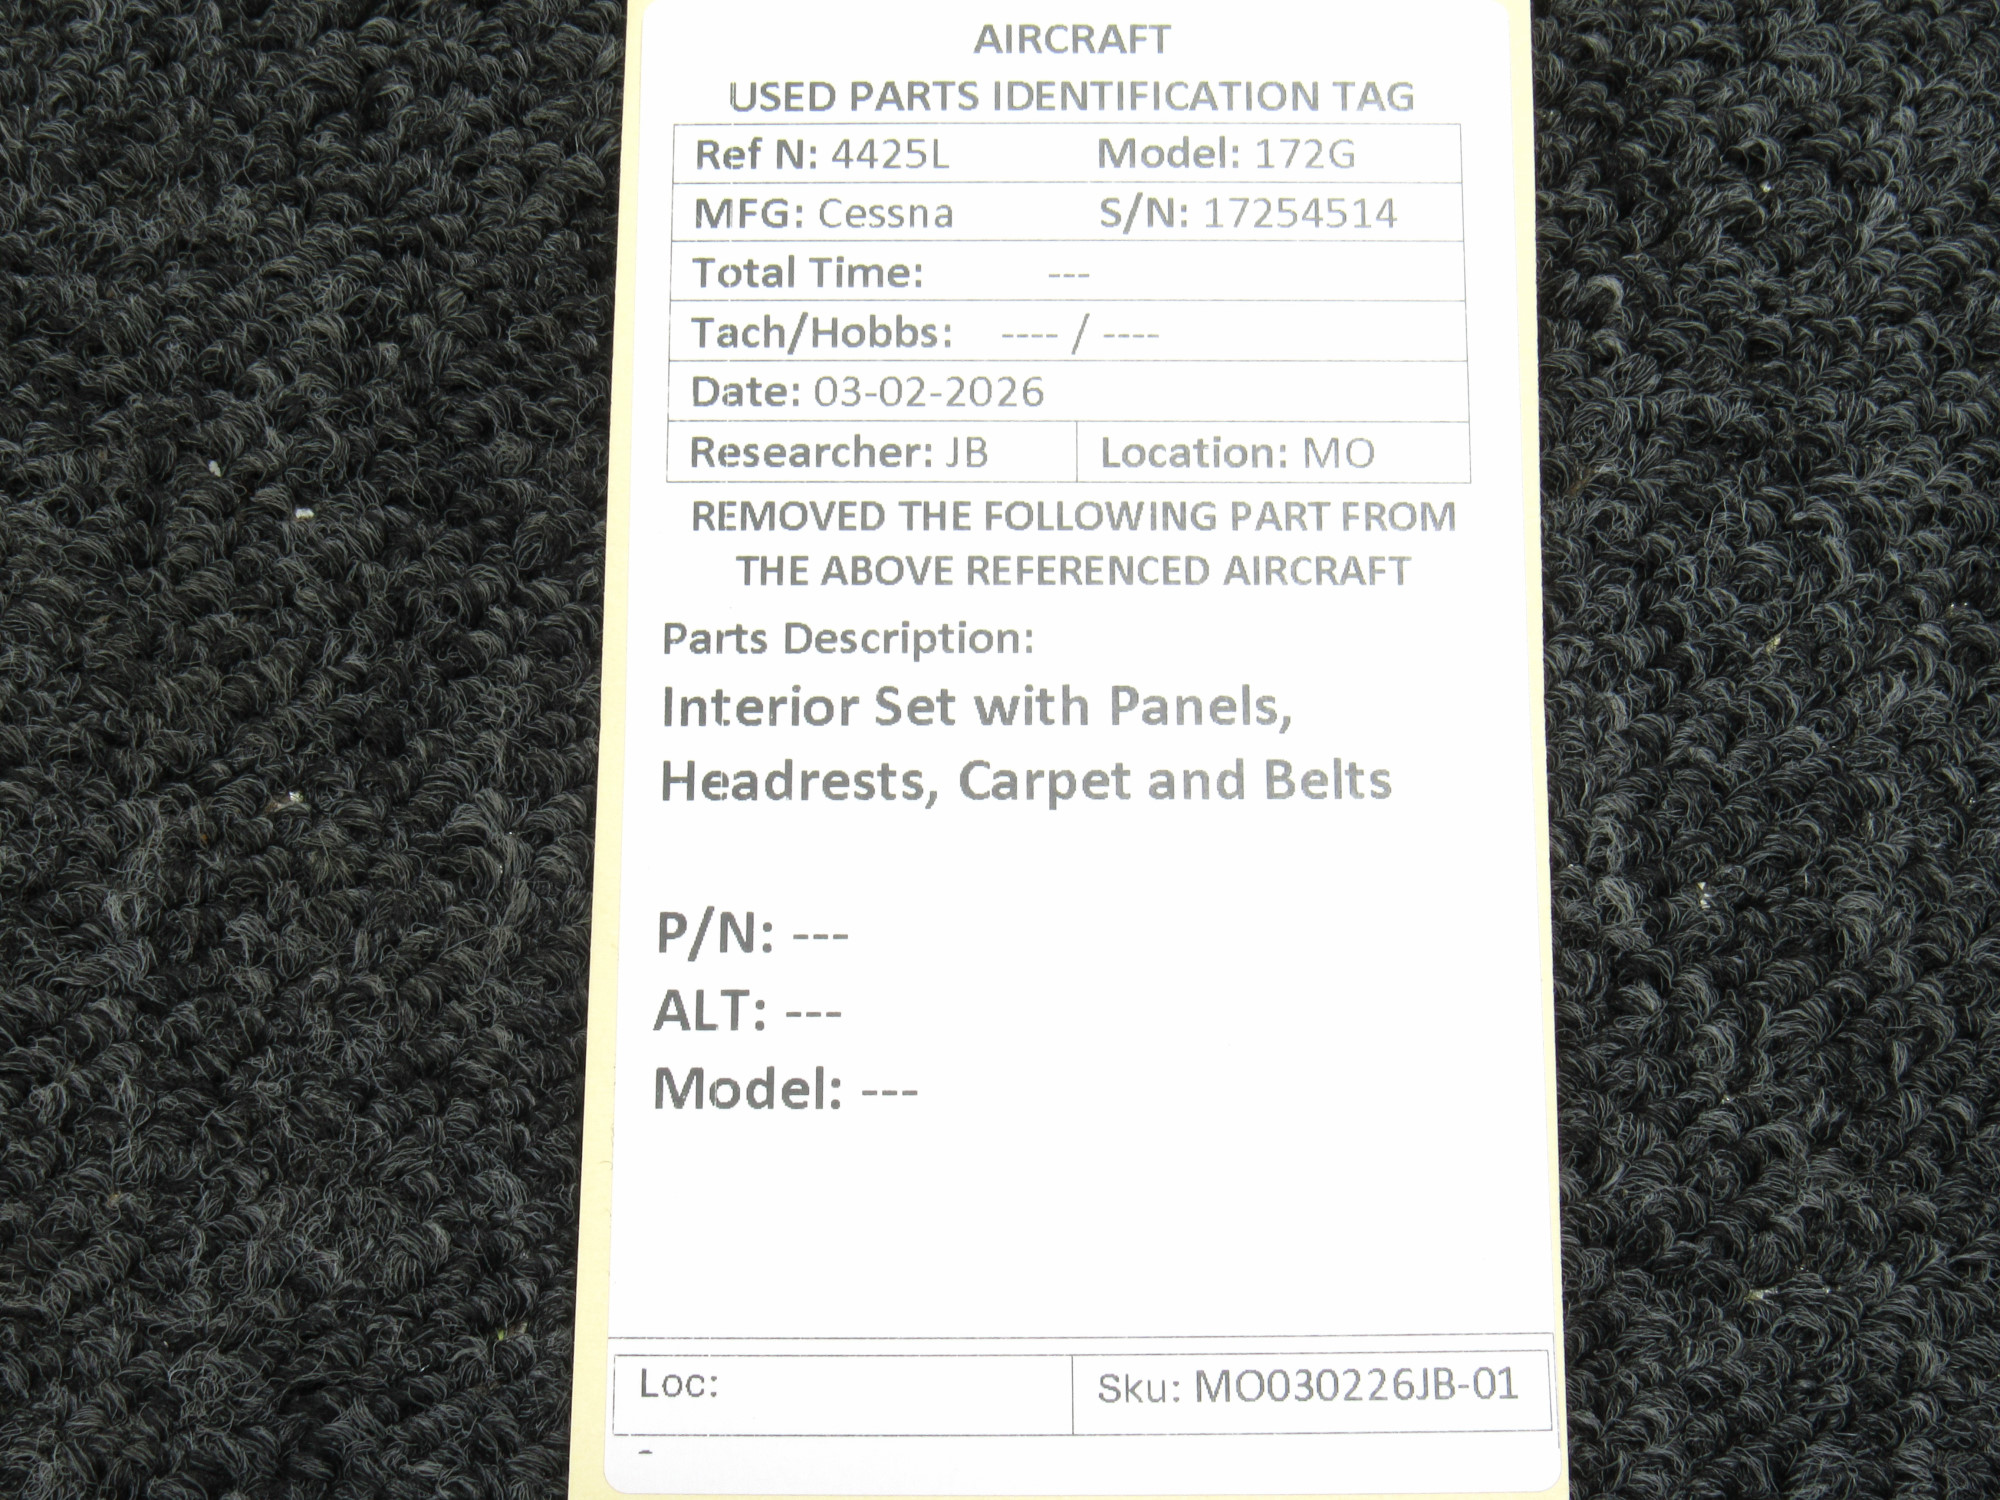 AIRCRAFT
USED PARTS IDENTIFICATION TAG
Ref N: 4425L Model: 172G
MFG: Cessna S/N: 17254514
Total Time: ---
Tach/Hobbs: ---- / ----
Date: 03-02-2026
Researcher: JB Location: MO
REMOVED THE FOLLOWING PART FROM
THE ABOVE REFERENCED AIRCRAFT
Parts Description:
Interior Set with Panels,
Headrests, Carpet and Belts
P/N: ---
ALT: ---
Model: ---
Loc: Sku: MO030226JB-01